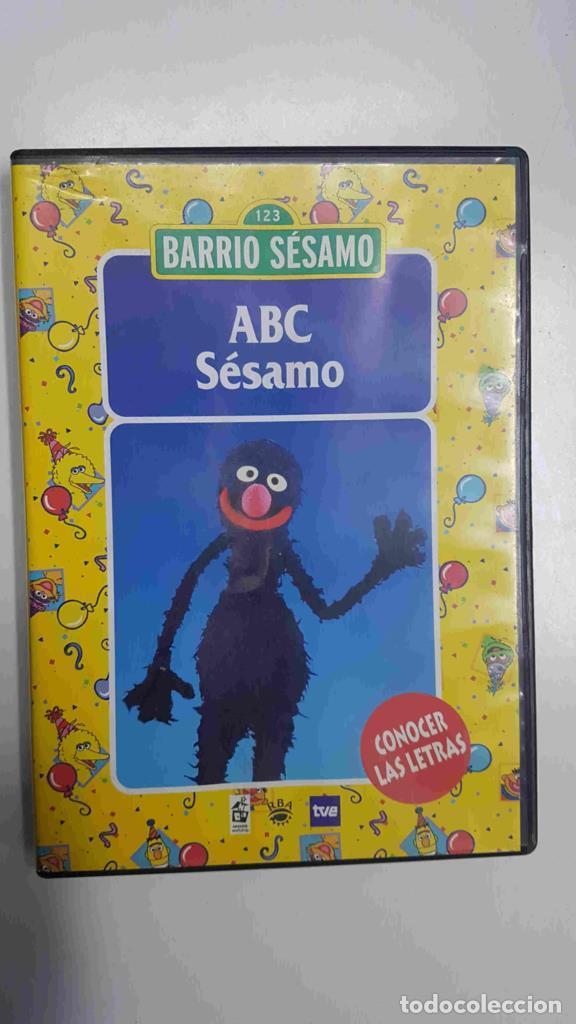 123
BARRIO SÉSAMO
ABC
Sésamo
CONOCER
LAS LETRAS
RBA
tve
todocoleccion